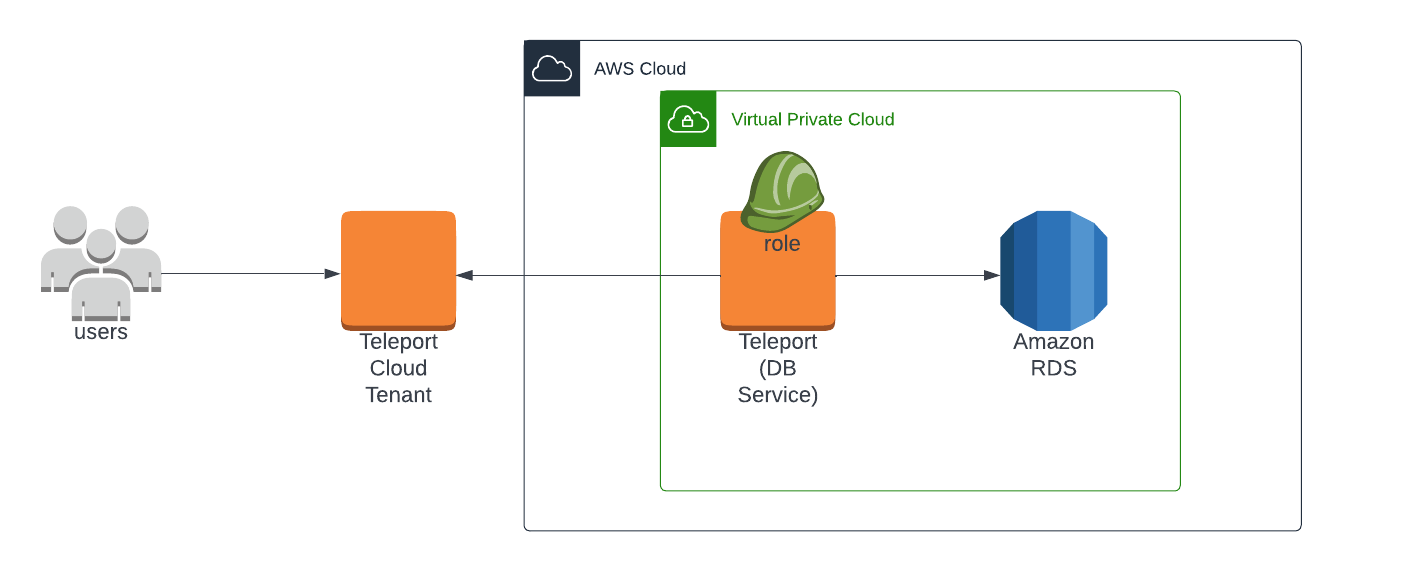 AWS Cloud
Virtual Private Cloud
role
users
Teleport
Cloud
Tenant
Teleport
(DB
Service)
Amazon
RDS